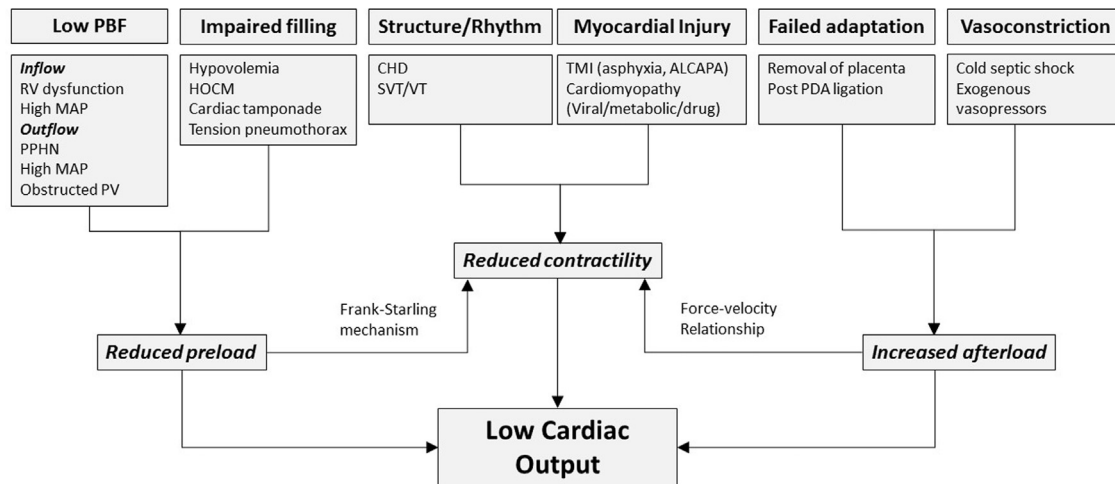 Low PBF
Inflow
RV dysfunction
High MAP
Outflow
PPHN
High MAP
Obstructed PV
Impaired filling
Hypovolemia
HOCM
Cardiac tamponade
Tension pneumothorax
Structure/Rhythm
CHD
SVT/VT
Myocardial Injury
TMI (asphyxia, ALCAPA)
Cardiomyopathy
(Viral/metabolic/drug)
Failed adaptation
Removal of placenta
Post PDA ligation
Vasoconstriction
Cold septic shock
Exogenous
vasopressors
Reduced contractility
Frank-Starling
mechanism
Force-velocity
Relationship
Reduced preload
Increased afterload
Low Cardiac
Output